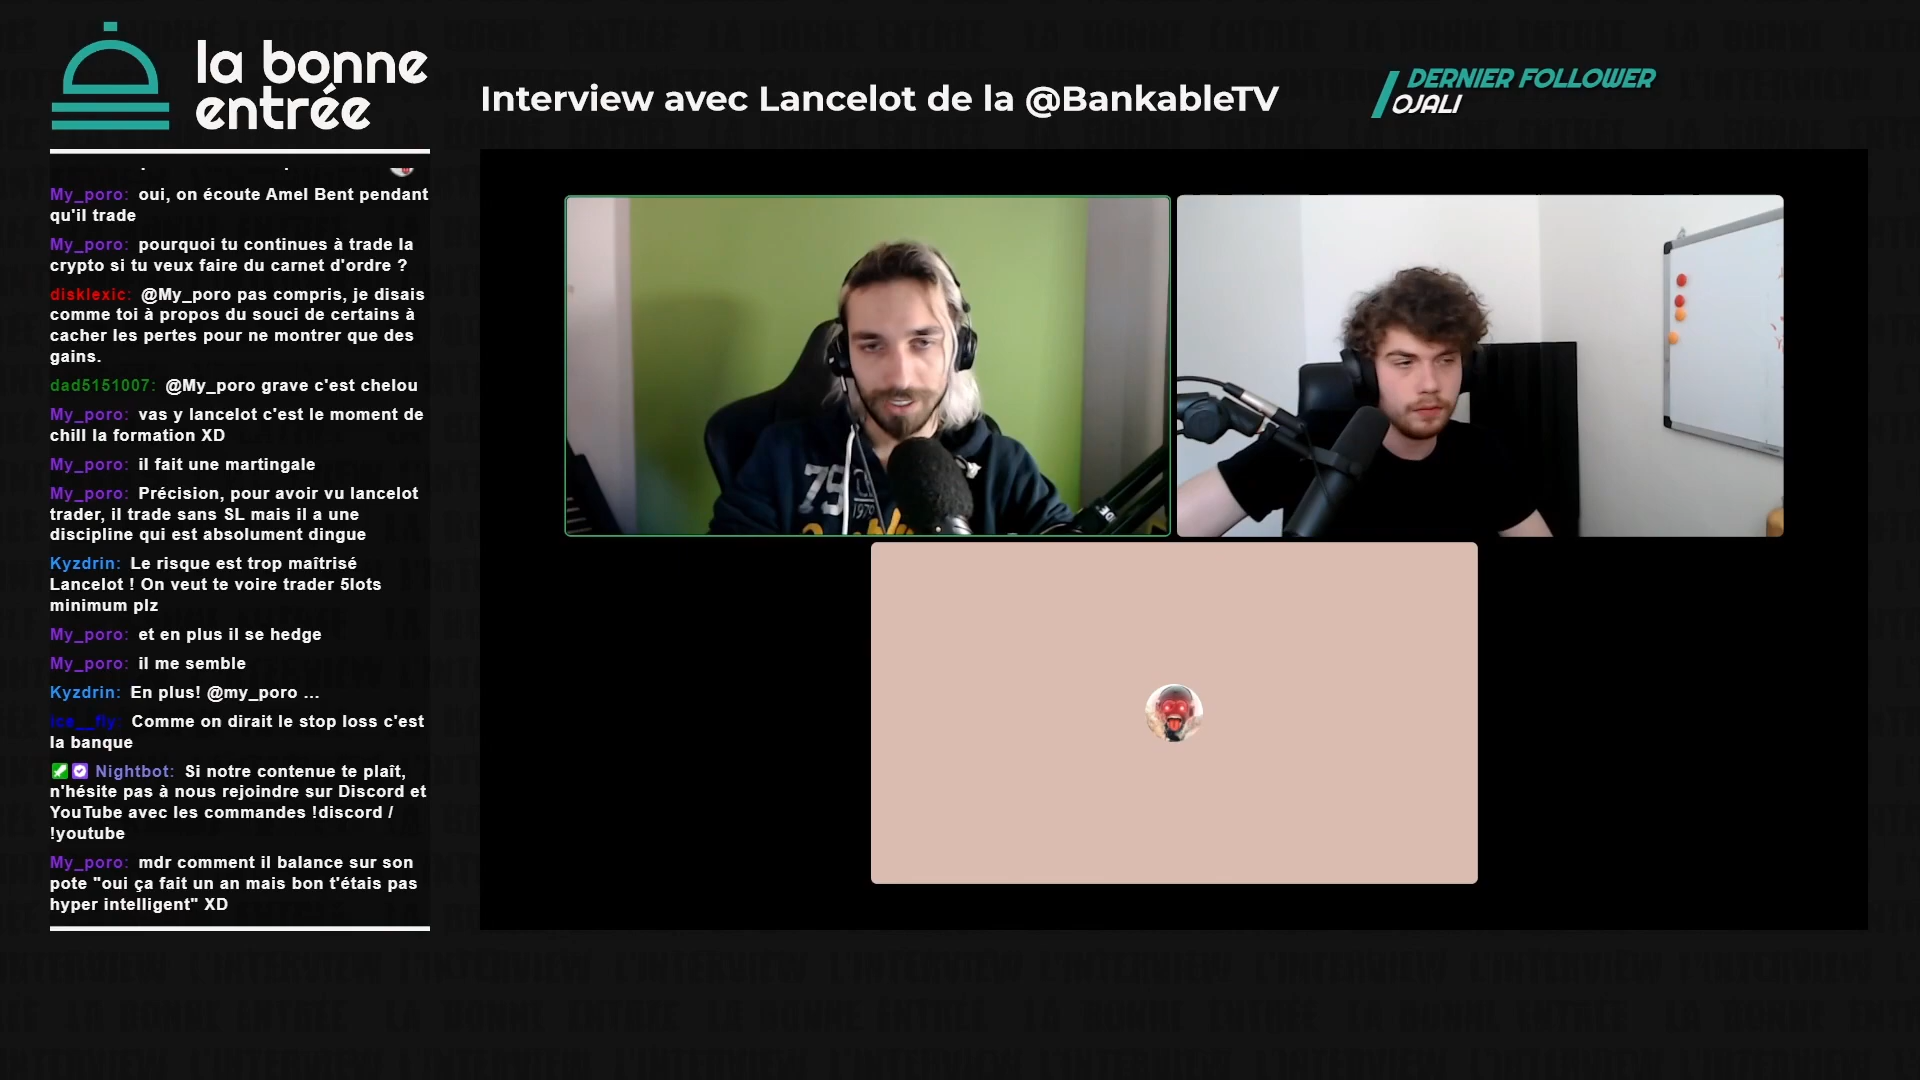 la bonne
entrée
Interview avec Lancelot de la @BankableTV
DERNIER FOLLOWER
OJALI
My_poro: oui, on écoute Amel Bent pendant
qu'il trade
My_poro: pourquoi tu continues à trade la
crypto si tu veux faire du carnet d'ordre ?
disklexic: @My_poro pas compris, je disais
comme toi à propos du souci de certains à
cacher les pertes pour ne montrer que des
gains.
dad5151007: @My_poro grave c'est chelou
My_poro: vas y lancelot c'est le moment de
chill la formation XD
My_poro: il fait une martingale
My_poro: Précision, pour avoir vu lancelot
trader, il trade sans SL mais il a une
discipline qui est absolument dingue
Kyzdrin: Le risque est trop maîtrisé
Lancelot ! On veut te voire trader 5lots
minimum plz
My_poro: et en plus il se hedge
My_poro: il me semble
Kyzdrin: En plus! @my_poro ...
Ice__fly: Comme on dirait le stop loss c'est
la banque
Nightbot: Si notre contenue te plaît,
n'hésite pas à nous rejoindre sur Discord et
YouTube avec les commandes !discord /
!youtube
My_poro: mdr comment il balance sur son
pote "oui ça fait un an mais bon t'étais pas
hyper intelligent" XD
79
1970